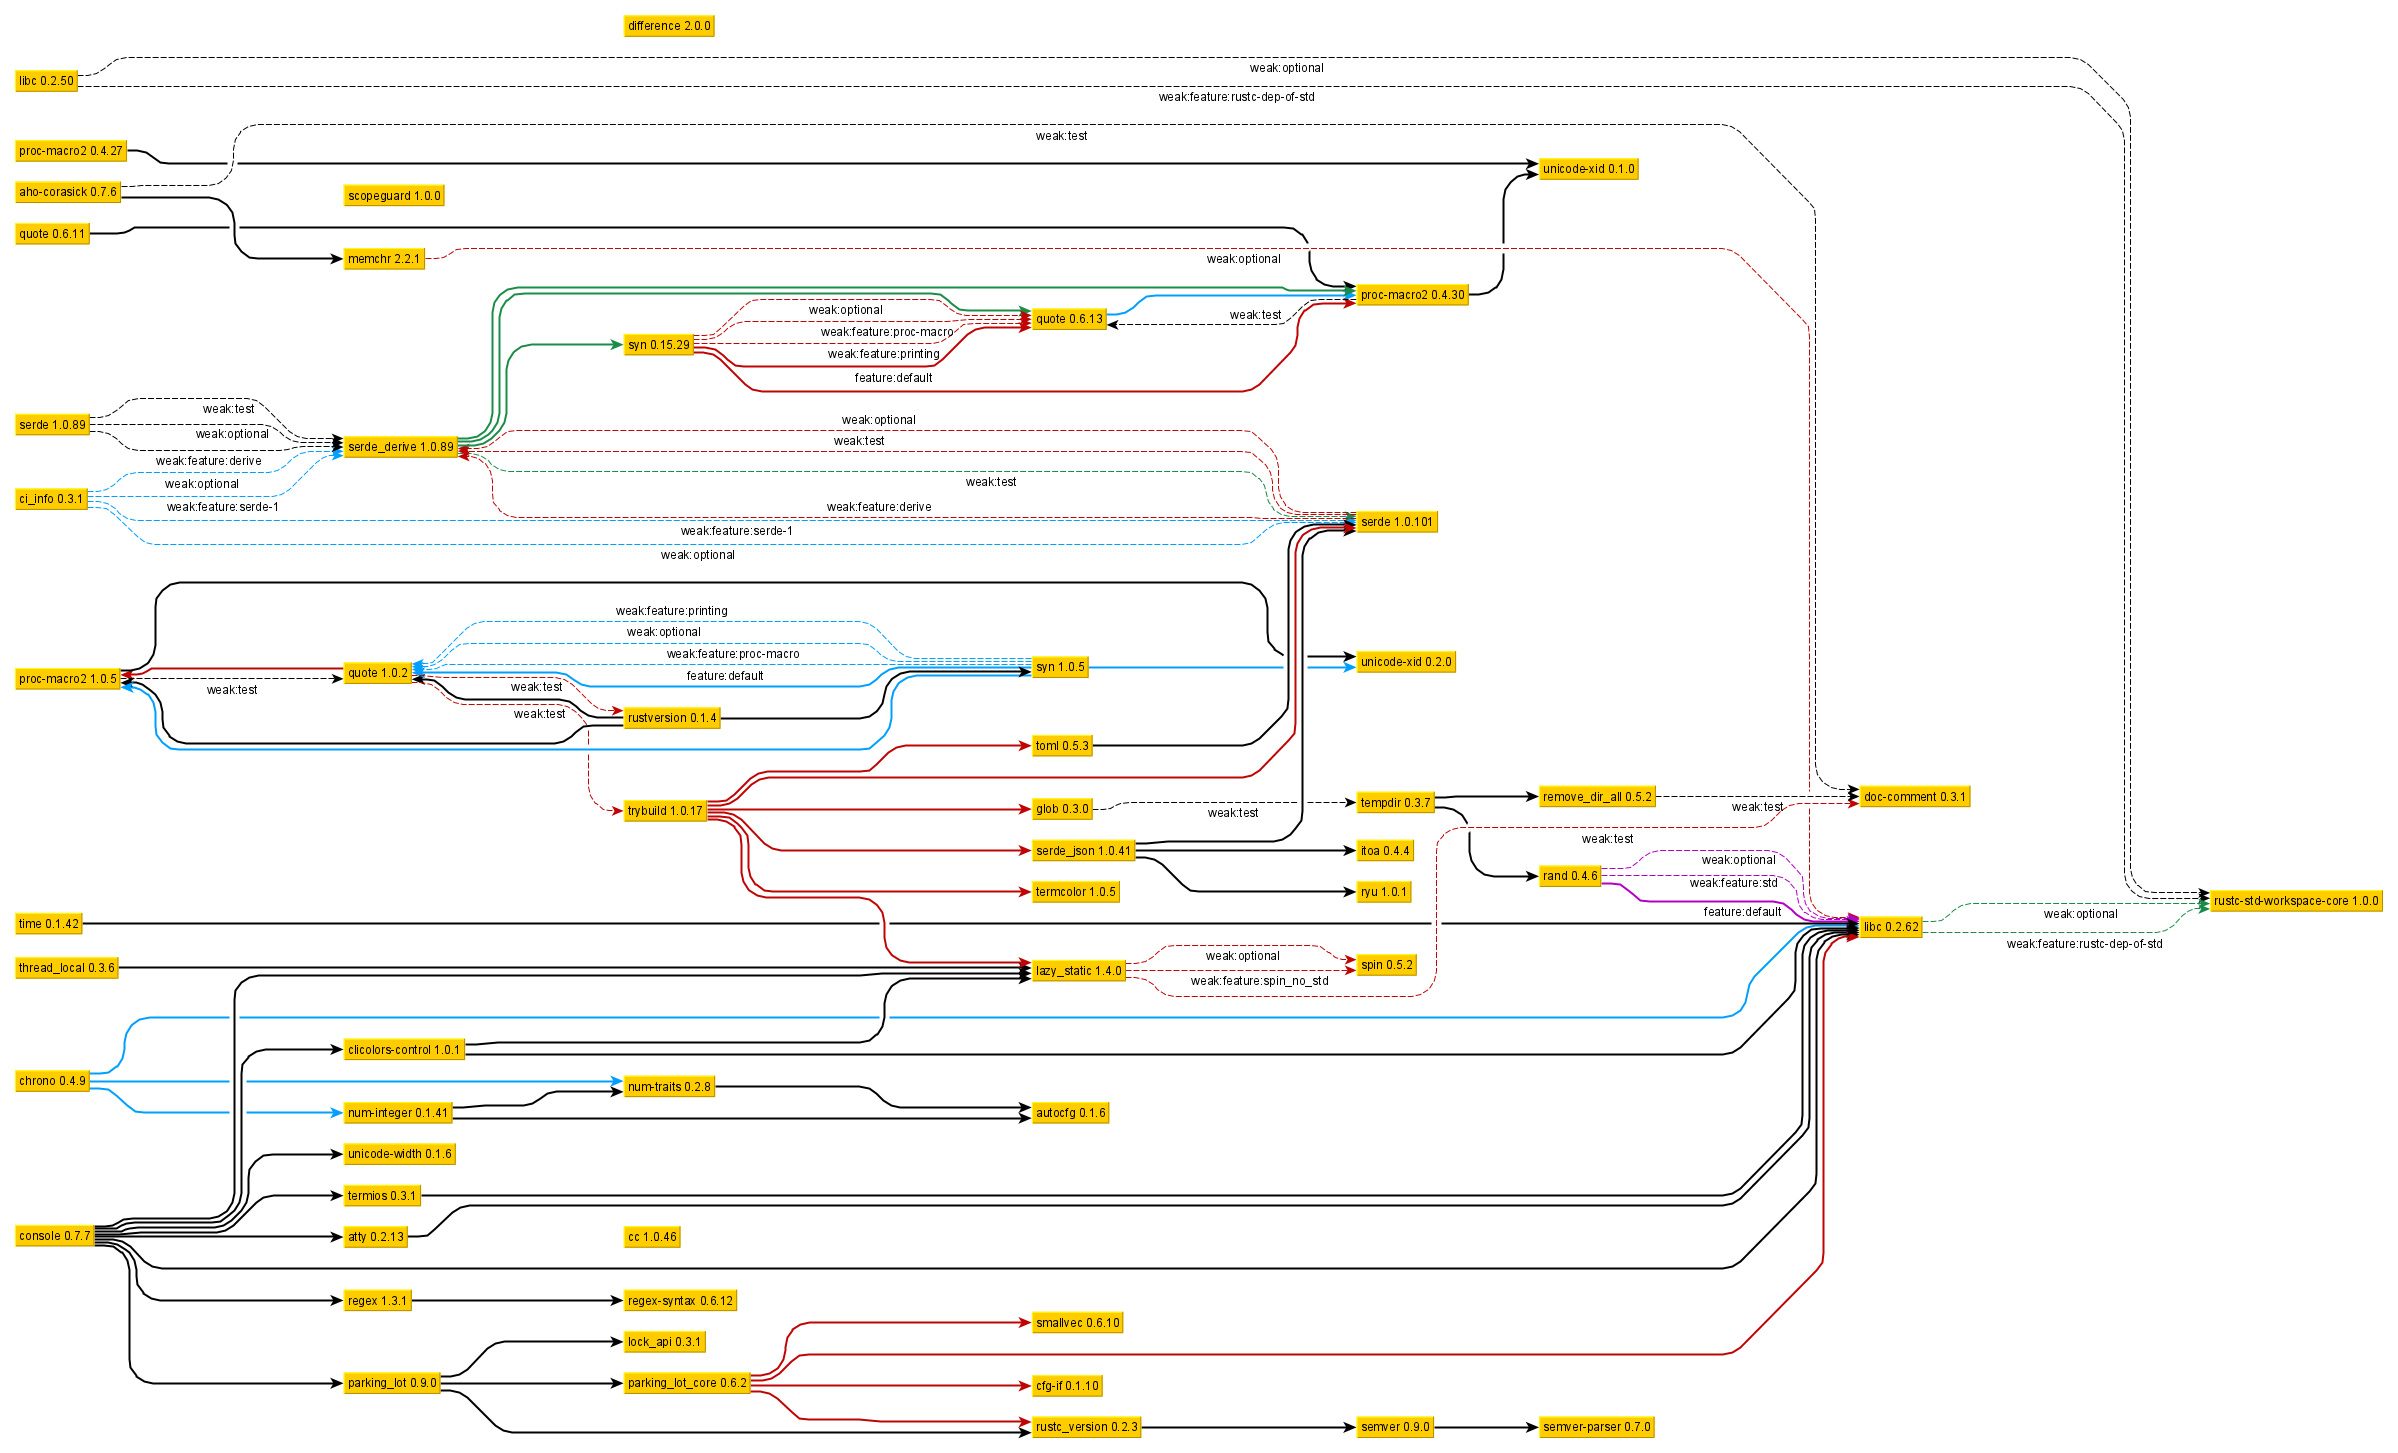 difference 2.0.0
weak:optional
libc 0.2.50
weak:feature:rustc-dep-of-std
weak:test
proc-macro2 0.4.27
unicode-xid 0.1.0
aho-corasick 0.7.6
scopeguard 1.0.0
quote 0.6.11
memchr 2.2.1
weak:optional
proc-macro2 0.4.30
weak:optional
quote 0.6.13
weak:test
weak:feature:proc-macro
syn 0.15.29
weak:feature:printing
feature:default
weak:test
weak:optional
serde 1.0.89
weak:optional
weak:test
serde_derive 1.0.89
weak:feature:derive
weak:optional
weak:test
ci_info 0.3.1
weak:feature:serde-1
weak:feature:derive
serde 1.0.101
weak:feature:serde-1
weak:optional
weak:feature:printing
weak:optional
weak:feature:proc-macro
syn 1.0.5
unicode-xid 0.2.0
quote 1.0.2
feature:default
proc-macro2 1.0.5
weak:test
weak:test
weak:test
rustversion 0.1.4
toml 0.5.3
remove_dir_all 0.5.2
doc-comment 0.3.1
tempdir 0.3.7
weak:test
trybuild 1.0.17
glob 0.3.0
weak:test
weak:test
serde_json 1.0.41
itoa 0.4.4
weak:optional
rand 0.4.6
weak:feature:std
termcolor 1.0.5
ryu 1.0.1
rustc-std-workspace-core 1.0.0
feature:default
weak:optional
time 0.1.42
libc 0.2.62
weak:feature:rustc-dep-of-std
weak:optional
thread_local 0.3.6
lazy_static 1.4.0
spin 0.5.2
weak:feature:spin_no_std
clicolors-control 1.0.1
chrono 0.4.9
num-traits 0.2.8
num-integer 0.1.41
autocfg 0.1.6
unicode-width 0.1.6
termios 0.3.1
console 0.7.7
atty 0.2.13
cc 1.0.46
regex 1.3.1
regex-syntax 0.6.12
smallvec 0.6.10
lock_api 0.3.1
parking_lot 0.9.0
parking_lot_core 0.6.2
cfg-if 0.1.10
rustc_version 0.2.3
semver 0.9.0
semver-parser 0.7.0